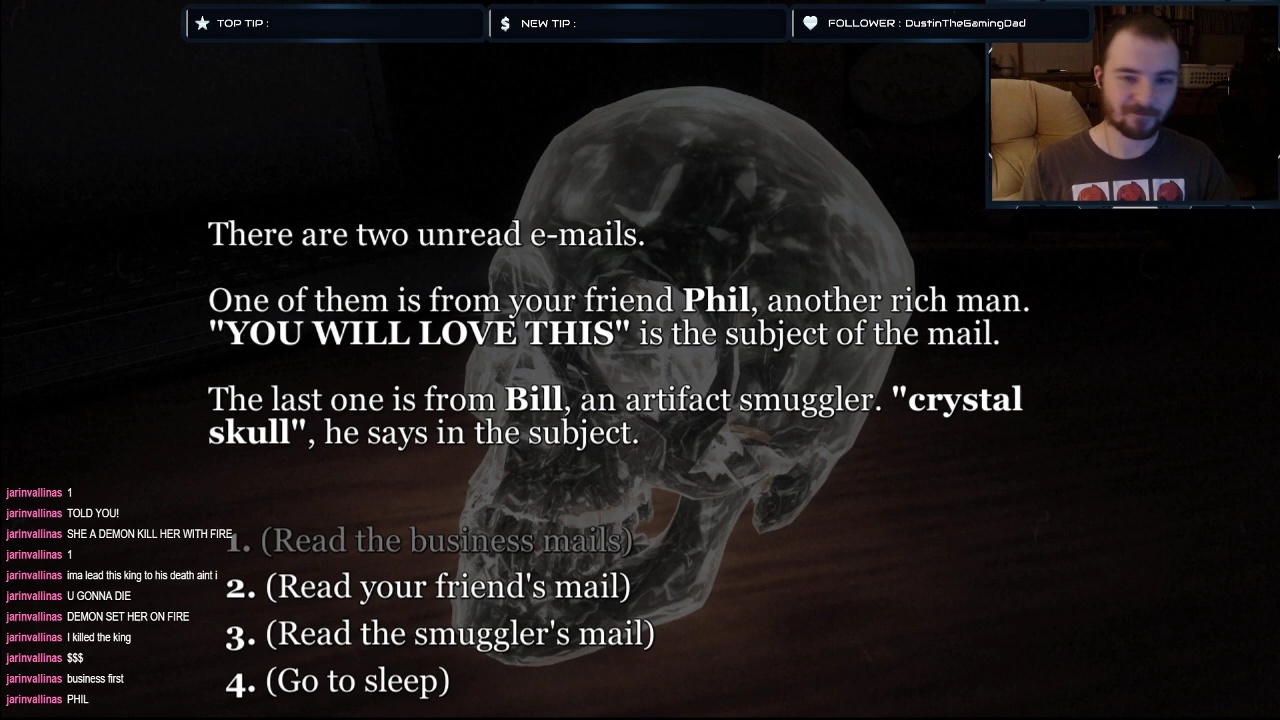 TOP TIP :
NEW TIP :
FOLLOWER : DustinTheGamingDad
There are two unread e-mails.
One of them is from your friend Phil, another rich man.
"YOU WILL LOVE THIS" is the subject of the mail.
The last one is from Bill, an artifact smuggler. "crystal
skull", he says in the subject.
1. (Read the business mails)
2. (Read your friend's mail)
3. (Read the smuggler's mail)
4. (Go to sleep)
jarinvallinas 1
jarinvallinas TOLD YOU!
jarinvallinas SHE A DEMON KILL HER WITH FIRE
jarinvallinas 1
jarinvallinas ima lead this king to his death aint i
jarinvallinas U GONNA DIE
jarinvallinas DEMON SET HER ON FIRE
jarinvallinas I killed the king
jarinvallinas $$$
jarinvallinas business first
jarinvallinas PHIL